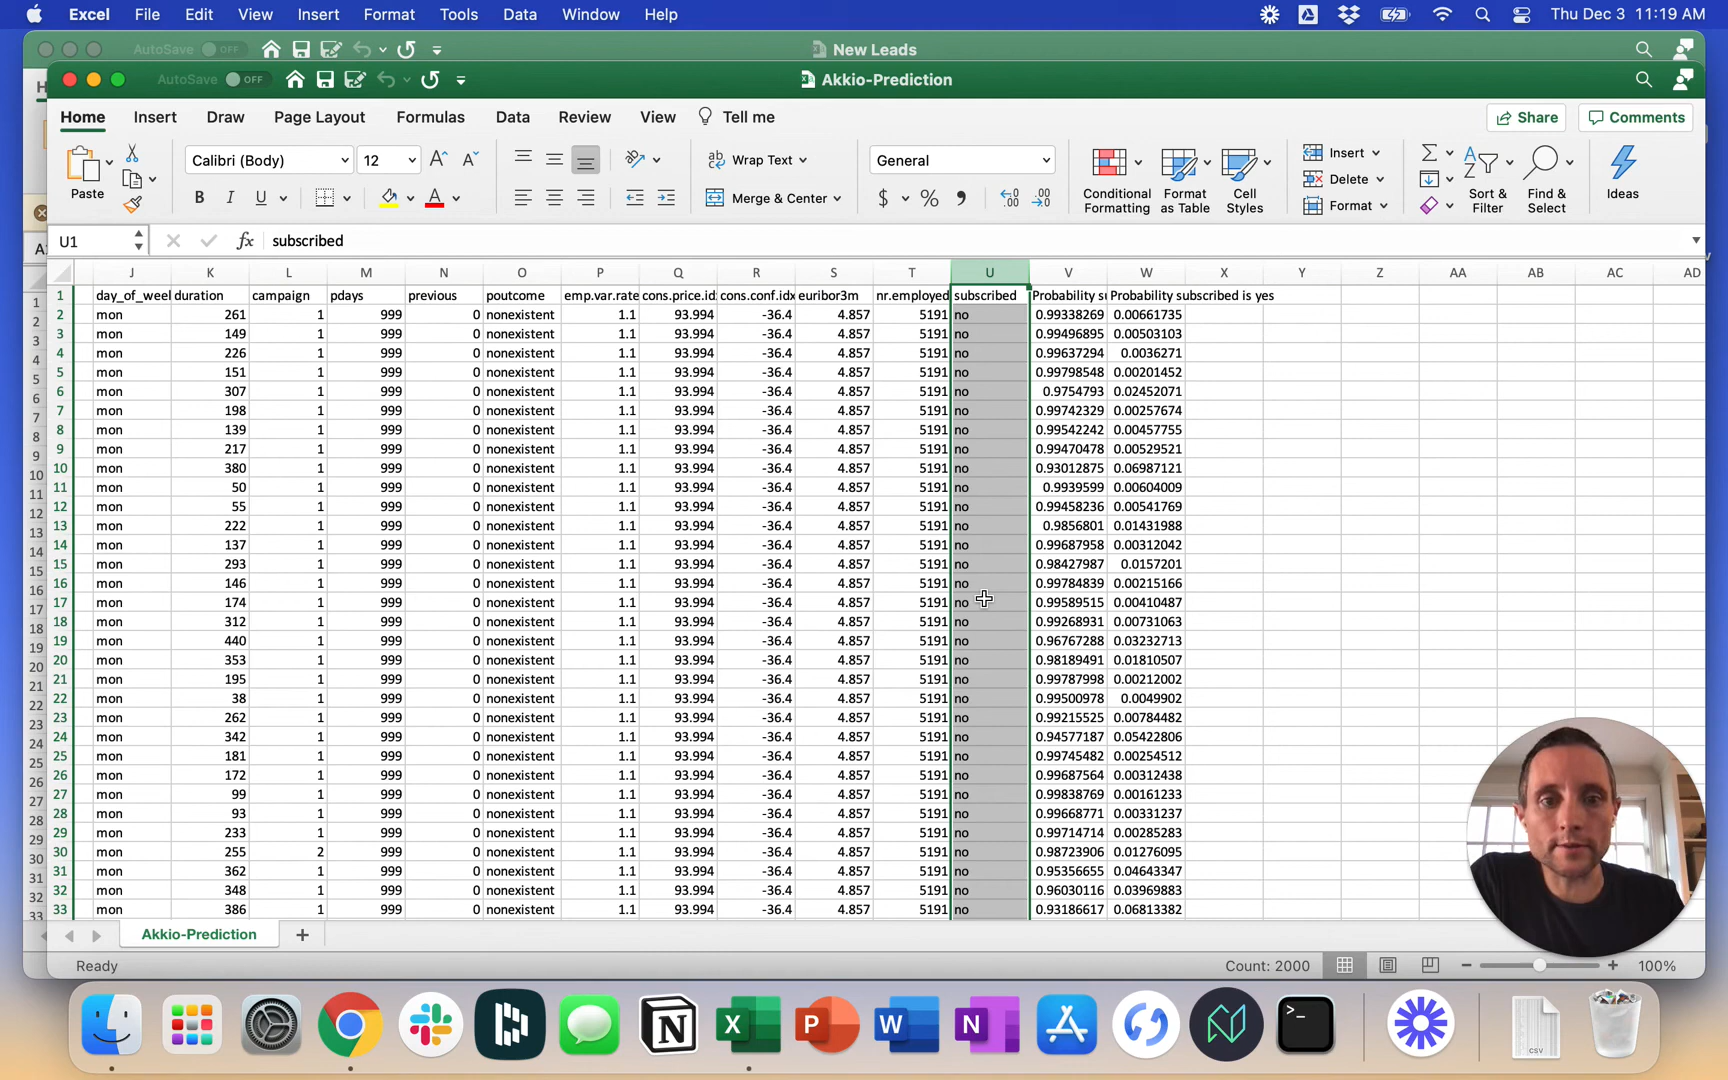 Excel File Edit View Insert Format Tools Data Window Help Thu Dec 3 11:19 AM
AutoSave OFF New Leads
AutoSave OFF Akkio-Prediction
Home Insert Draw Page Layout Formulas Data Review View Tell me Share Comments
Paste Calibri (Body) 12 Wrap Text General Insert
B I U Merge & Center $ % Conditional Formatting Format as Table Cell Styles Delete Format Sort & Filter Find & Select Ideas
U1 fx subscribed
J K L M N O P Q R S T U V W X Y Z AA AB AC AD
1 day_of_weel duration campaign pdays previous poutcome emp.var.rate cons.price.id: cons.conf.idx euribor3m nr.employed subscribed Probability su Probability subscribed is yes
2 mon 261 1 999 0 nonexistent 1.1 93.994 -36.4 4.857 5191 no 0.99338269 0.00661735
3 mon 149 1 999 0 nonexistent 1.1 93.994 -36.4 4.857 5191 no 0.99496895 0.00503103
4 mon 226 1 999 0 nonexistent 1.1 93.994 -36.4 4.857 5191 no 0.99637294 0.0036271
5 mon 151 1 999 0 nonexistent 1.1 93.994 -36.4 4.857 5191 no 0.99798548 0.00201452
6 mon 307 1 999 0 nonexistent 1.1 93.994 -36.4 4.857 5191 no 0.9754793 0.02452071
7 mon 198 1 999 0 nonexistent 1.1 93.994 -36.4 4.857 5191 no 0.99742329 0.00257674
8 mon 139 1 999 0 nonexistent 1.1 93.994 -36.4 4.857 5191 no 0.99542242 0.00457755
9 mon 217 1 999 0 nonexistent 1.1 93.994 -36.4 4.857 5191 no 0.99470478 0.00529521
10 mon 380 1 999 0 nonexistent 1.1 93.994 -36.4 4.857 5191 no 0.93012875 0.06987121
11 mon 50 1 999 0 nonexistent 1.1 93.994 -36.4 4.857 5191 no 0.9939599 0.00604009
12 mon 55 1 999 0 nonexistent 1.1 93.994 -36.4 4.857 5191 no 0.99458236 0.00541769
13 mon 222 1 999 0 nonexistent 1.1 93.994 -36.4 4.857 5191 no 0.9856801 0.01431988
14 mon 137 1 999 0 nonexistent 1.1 93.994 -36.4 4.857 5191 no 0.99687958 0.00312042
15 mon 293 1 999 0 nonexistent 1.1 93.994 -36.4 4.857 5191 no 0.98427987 0.0157201
16 mon 146 1 999 0 nonexistent 1.1 93.994 -36.4 4.857 5191 no 0.99784839 0.00215166
17 mon 174 1 999 0 nonexistent 1.1 93.994 -36.4 4.857 5191 no 0.99589515 0.00410487
18 mon 312 1 999 0 nonexistent 1.1 93.994 -36.4 4.857 5191 no 0.99268931 0.00731063
19 mon 440 1 999 0 nonexistent 1.1 93.994 -36.4 4.857 5191 no 0.96767288 0.03232713
20 mon 353 1 999 0 nonexistent 1.1 93.994 -36.4 4.857 5191 no 0.98189491 0.01810507
21 mon 195 1 999 0 nonexistent 1.1 93.994 -36.4 4.857 5191 no 0.99787998 0.00212002
22 mon 38 1 999 0 nonexistent 1.1 93.994 -36.4 4.857 5191 no 0.99500978 0.0049902
23 mon 262 1 999 0 nonexistent 1.1 93.994 -36.4 4.857 5191 no 0.99215525 0.00784482
24 mon 342 1 999 0 nonexistent 1.1 93.994 -36.4 4.857 5191 no 0.94577187 0.05422806
25 mon 181 1 999 0 nonexistent 1.1 93.994 -36.4 4.857 5191 no 0.99745482 0.00254512
26 mon 172 1 999 0 nonexistent 1.1 93.994 -36.4 4.857 5191 no 0.99687564 0.00312438
27 mon 99 1 999 0 nonexistent 1.1 93.994 -36.4 4.857 5191 no 0.99838769 0.00161233
28 mon 93 1 999 0 nonexistent 1.1 93.994 -36.4 4.857 5191 no 0.99668771 0.00331237
29 mon 233 1 999 0 nonexistent 1.1 93.994 -36.4 4.857 5191 no 0.99714714 0.00285283
30 mon 255 2 999 0 nonexistent 1.1 93.994 -36.4 4.857 5191 no 0.98723906 0.01276095
31 mon 362 1 999 0 nonexistent 1.1 93.994 -36.4 4.857 5191 no 0.95356655 0.04643347
32 mon 348 1 999 0 nonexistent 1.1 93.994 -36.4 4.857 5191 no 0.96030116 0.03969883
33 mon 386 1 999 0 nonexistent 1.1 93.994 -36.4 4.857 5191 no 0.93186617 0.06813382
Akkio-Prediction
Ready Count: 2000 100%
CSV